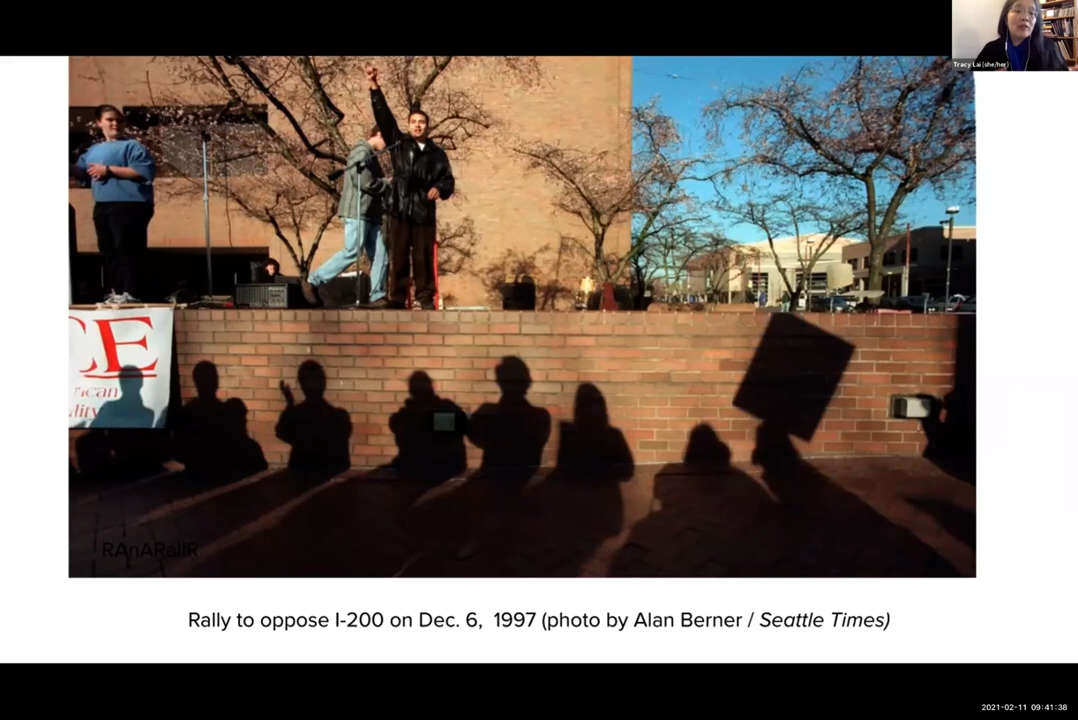 Tracy Lai (she/her)
CE
rican
lity
RAnARallR
Rally to oppose I-200 on Dec. 6, 1997 (photo by Alan Berner / Seattle Times)
2021-02-11 09:41:38